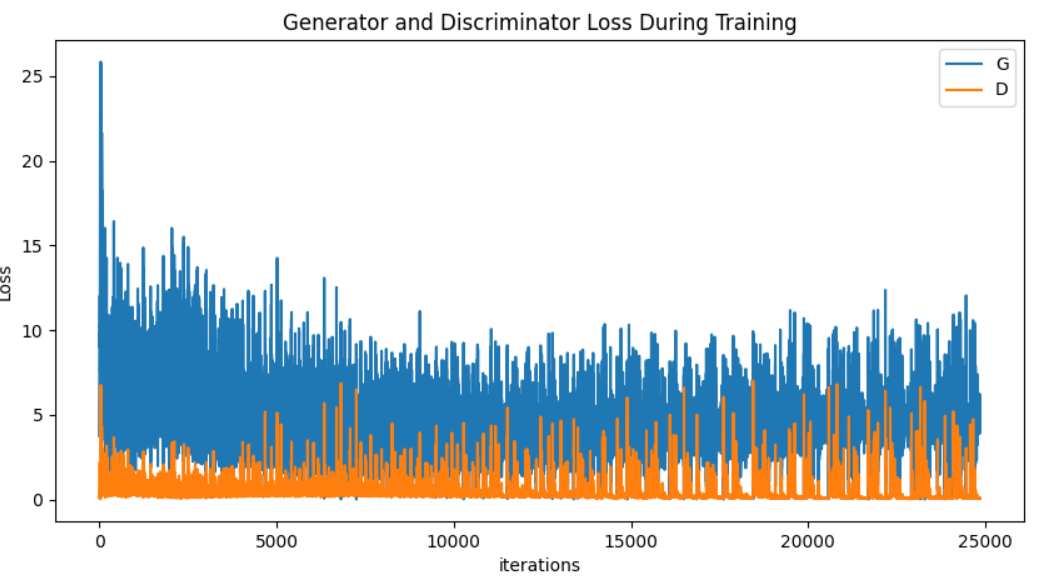 Generator and Discriminator Loss During Training
G
D
Loss
25
20
15
10
5
0
0 5000 10000 15000 20000 25000
iterations